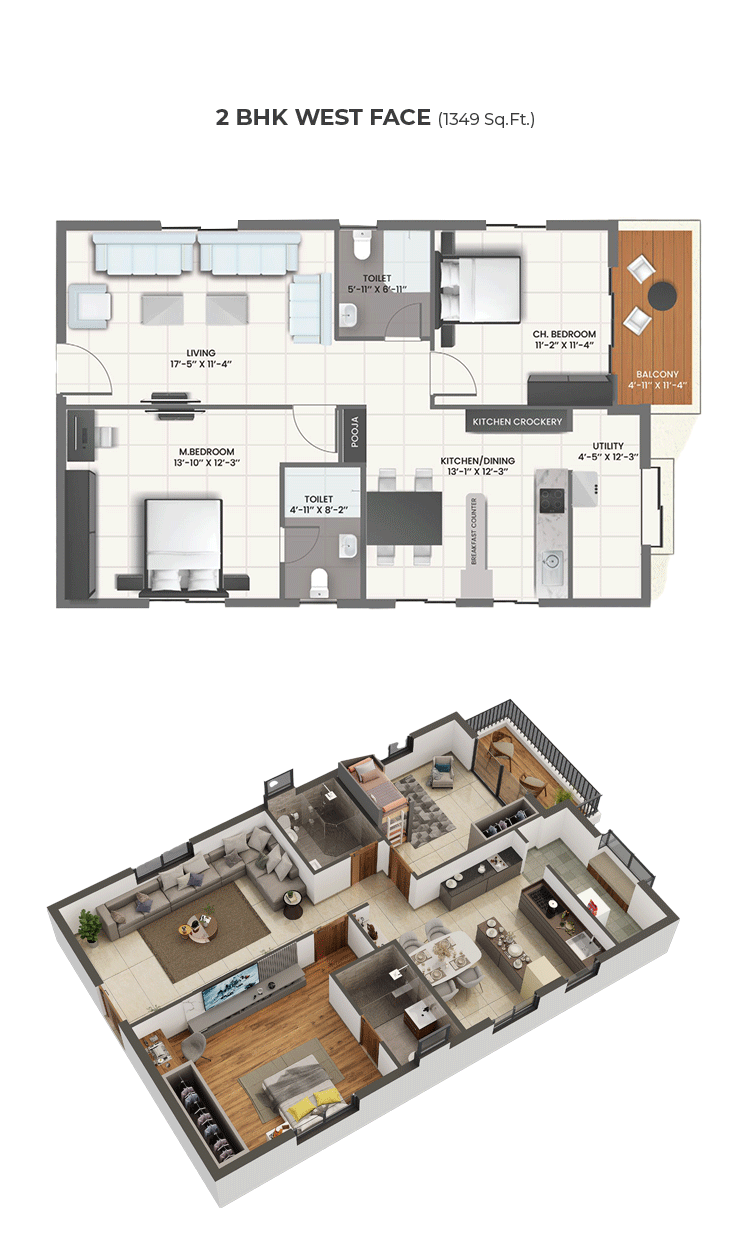 2 BHK WEST FACE (1349 Sq.Ft.)
TOILET
5'-11" X 6'-11"
CH. BEDROOM
11'-2" X 11'-4"
LIVING
17'-5" X 11'-4"
BALCONY
4'-11" X 11'-4"
POOJA
KITCHEN CROCKERY
M.BEDROOM
13'-10" X 12'-3"
KITCHEN/DINING
13'-1" X 12'-3"
UTILITY
4'-5" X 12'-3"
TOILET
4'-11" X 8'-2"
BREAKFAST COUNTER